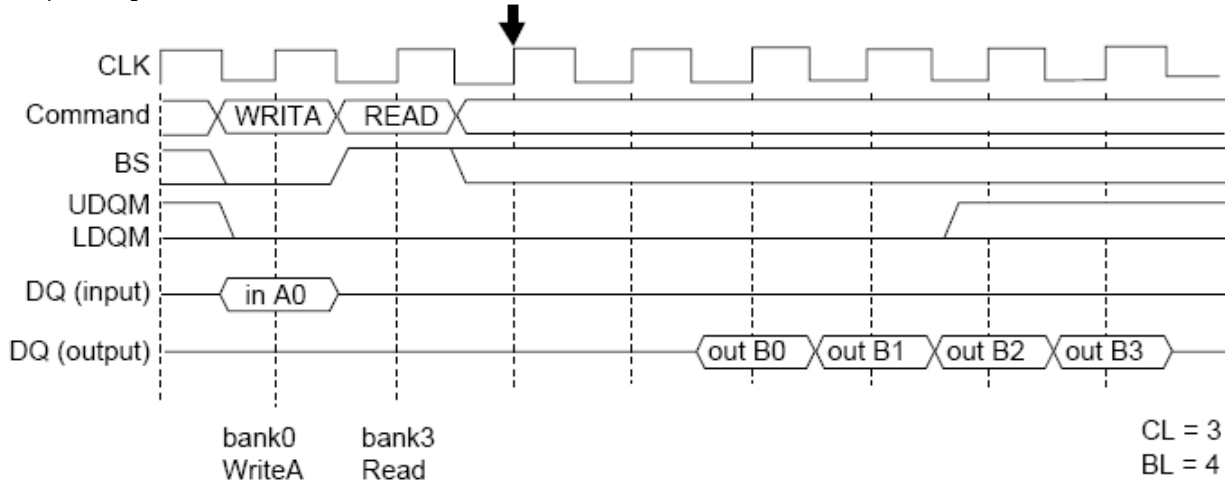 CLK
Command WRITA READ
BS
UDQM
LDQM
DQ (input) in A0
DQ (output) out B0 out B1 out B2 out B3
bank0 bank3 CL = 3
WriteA Read BL = 4